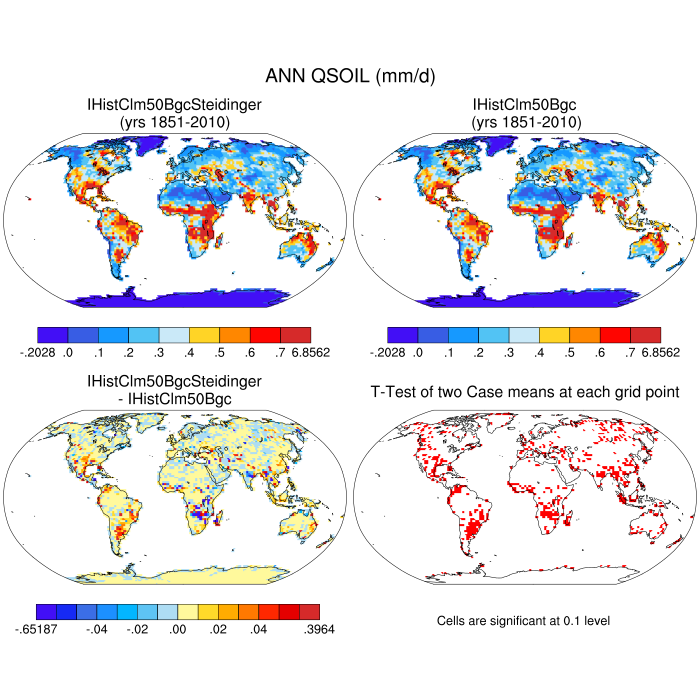 ANN QSOIL (mm/d)
IHistClm50BgcSteidinger
(yrs 1851-2010)
IHistClm50Bgc
(yrs 1851-2010)
-.2028 .0 .1 .2 .3 .4 .5 .6 .7 6.8562
-.2028 .0 .1 .2 .3 .4 .5 .6 .7 6.8562
IHistClm50BgcSteidinger
- IHistClm50Bgc
T-Test of two Case means at each grid point
-.65187 -.04 -.02 .00 .02 .04 .3964
Cells are significant at 0.1 level